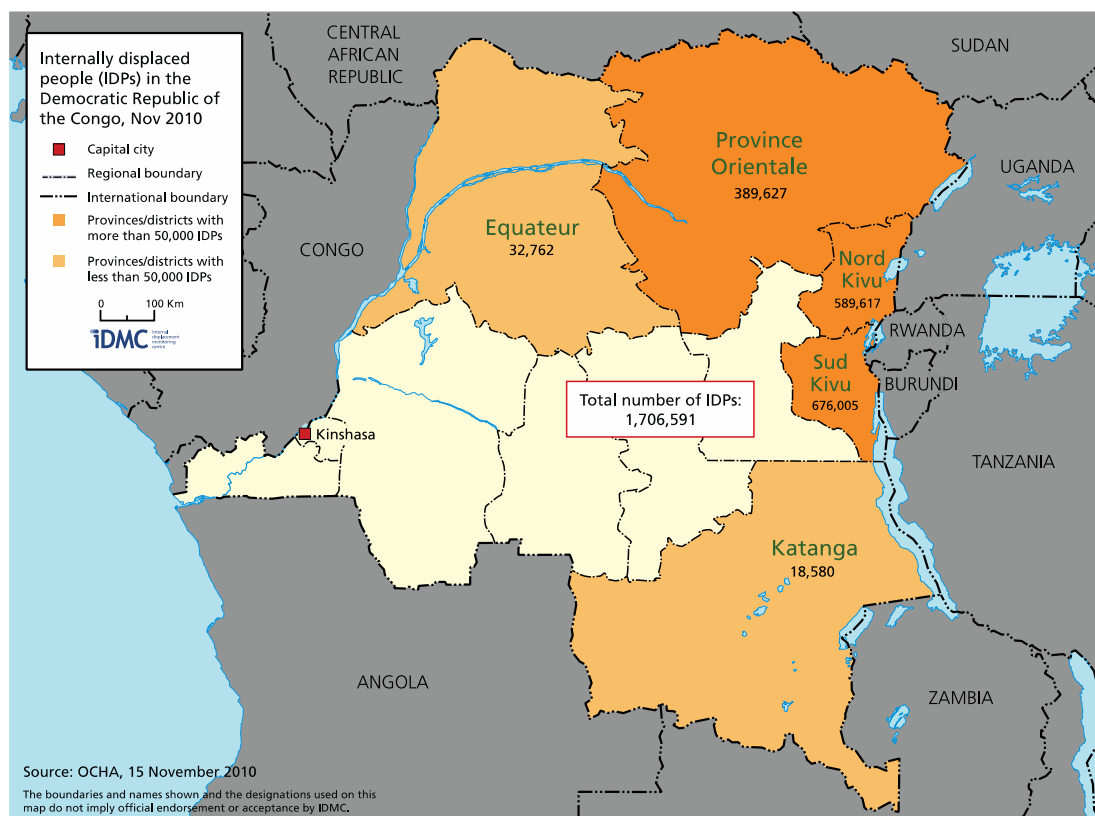 Internally displaced
people (IDPs) in the
Democratic Republic of
the Congo, Nov 2010
Capital city
Regional boundary
International boundary
Provinces/districts with
more than 50,000 IDPs
Provinces/districts with
less than 50,000 IDPs
0 100 Km
iDMC
internal
displacement
monitoring
centre
CENTRAL
AFRICAN
REPUBLIC
SUDAN
UGANDA
CONGO
RWANDA
BURUNDI
TANZANIA
ANGOLA
ZAMBIA
Province
Orientale
389,627
Equateur
32,762
Nord
Kivu
589,617
Sud
Kivu
676,005
Total number of IDPs:
1,706,591
Kinshasa
Katanga
18,580
Source: OCHA, 15 November 2010
The boundaries and names shown and the designations used on this
map do not imply official endorsement or acceptance by IDMC.